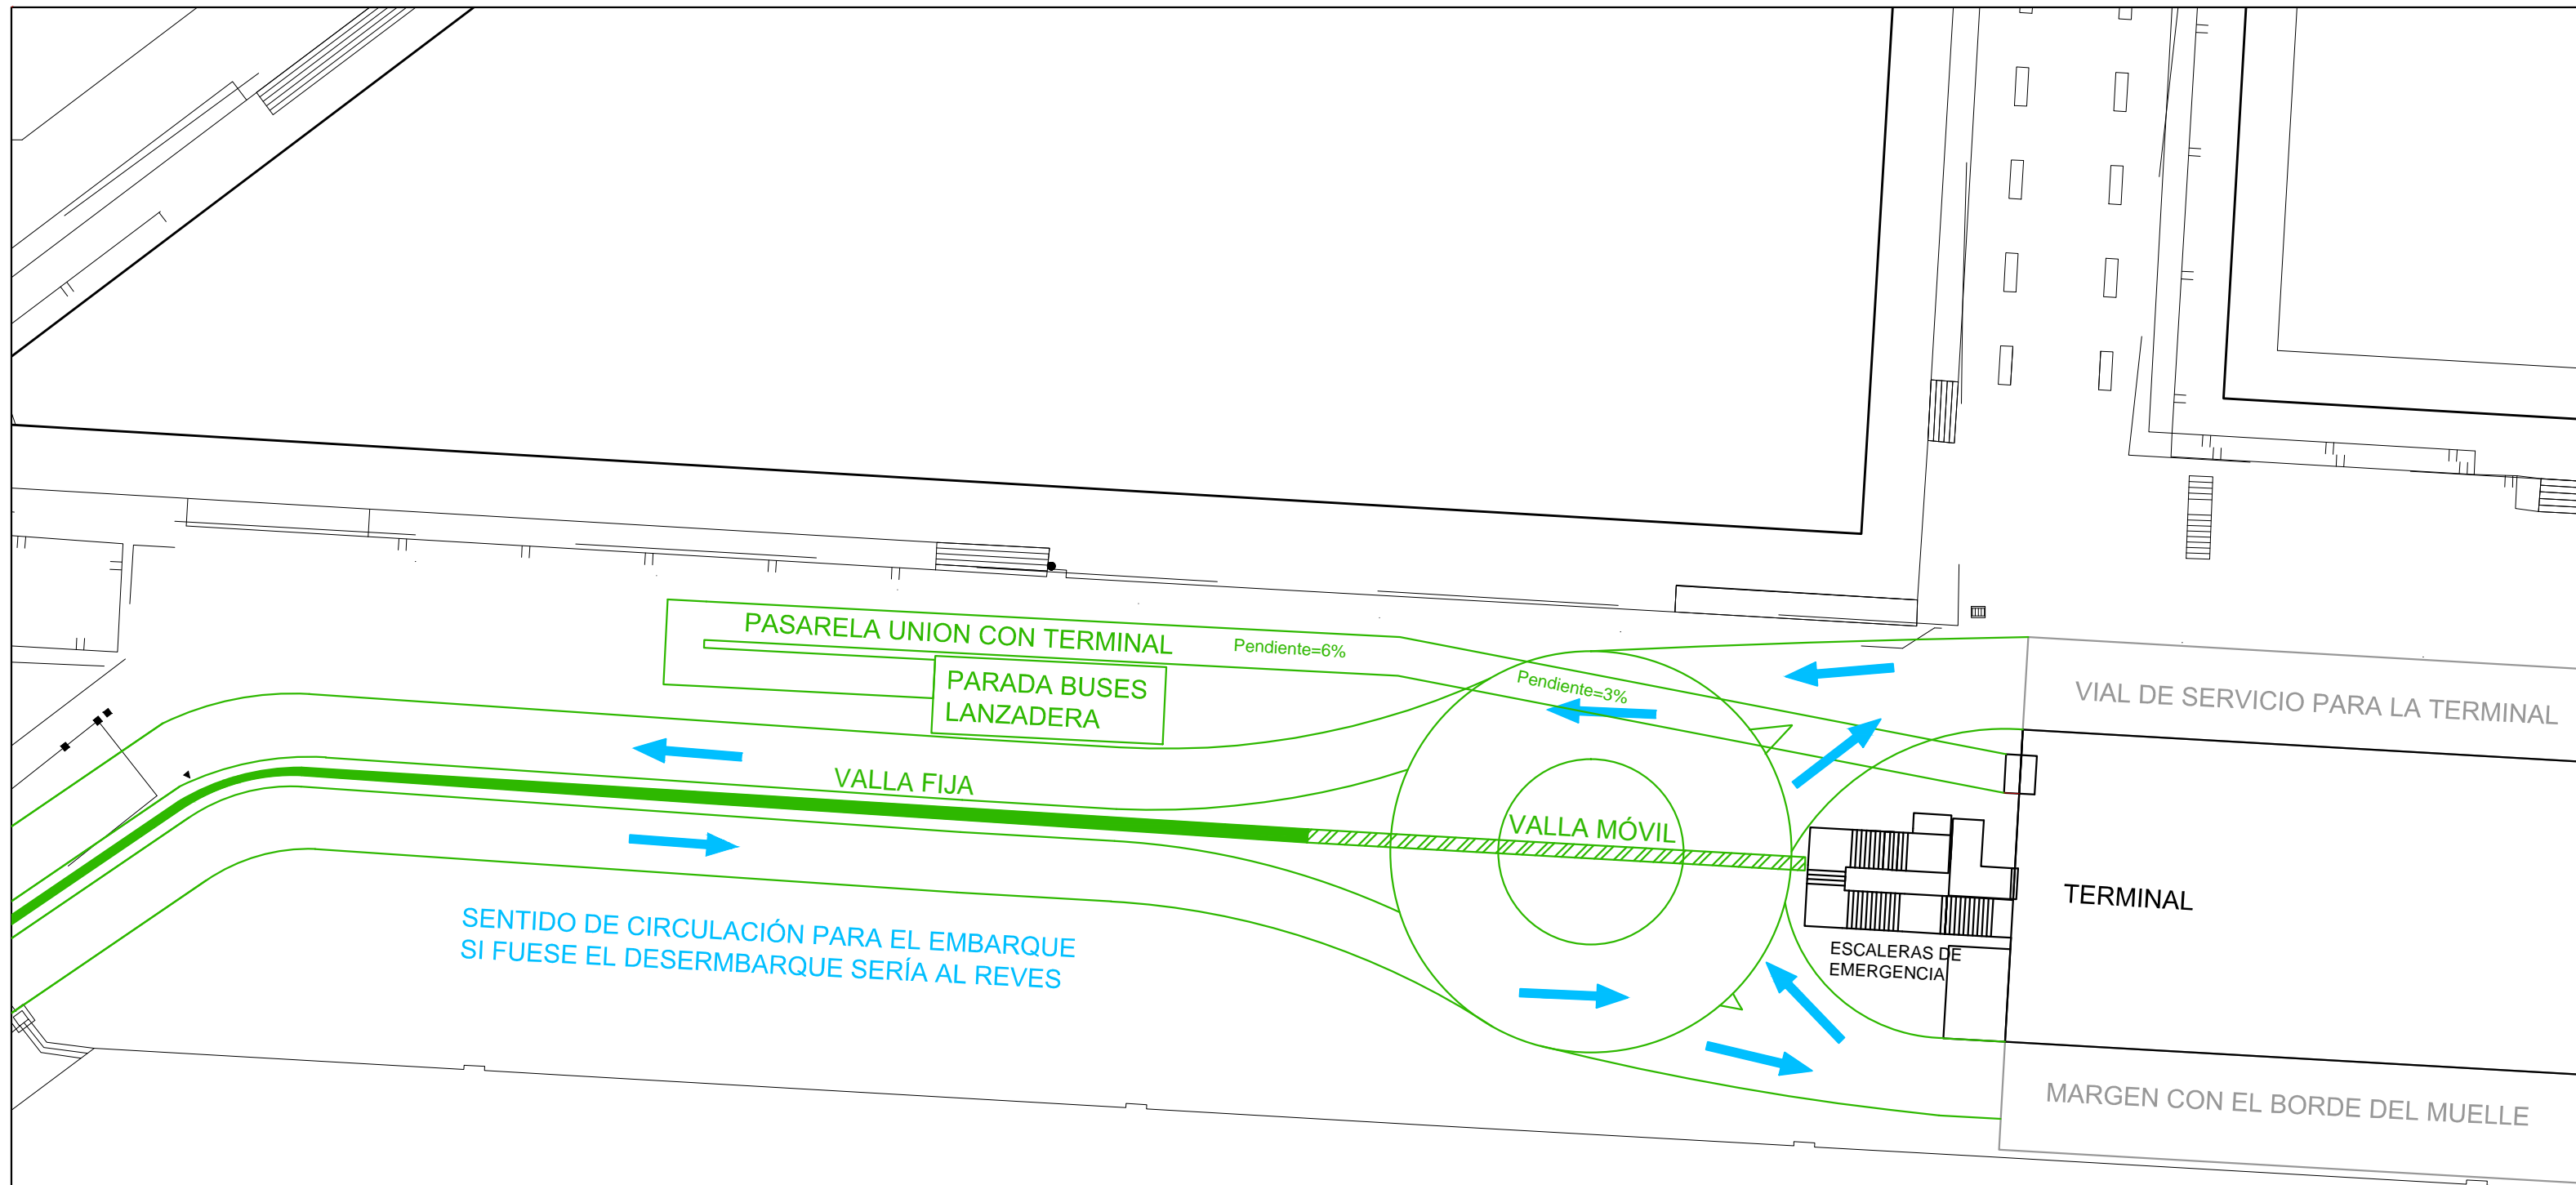 PASARELA UNION CON TERMINAL
Pendiente=6%
PARADA BUSES
LANZADERA
Pendiente=3%
VIAL DE SERVICIO PARA LA TERMINAL
VALLA FIJA
VALLA MÓVIL
TERMINAL
SENTIDO DE CIRCULACIÓN PARA EL EMBARQUE
SI FUESE EL DESERMBARQUE SERÍA AL REVES
ESCALERAS DE
EMERGENCIA
MARGEN CON EL BORDE DEL MUELLE